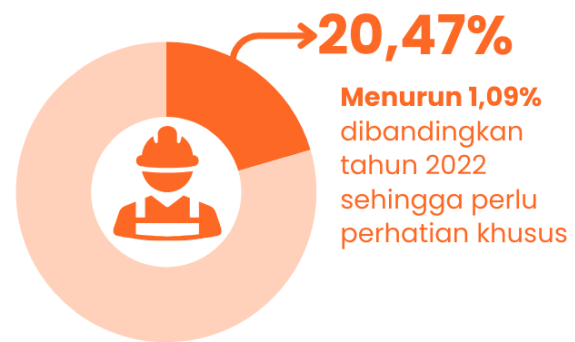 20,47%
Menurun 1,09%
dibandingkan
tahun 2022
sehingga perlu
perhatian khusus